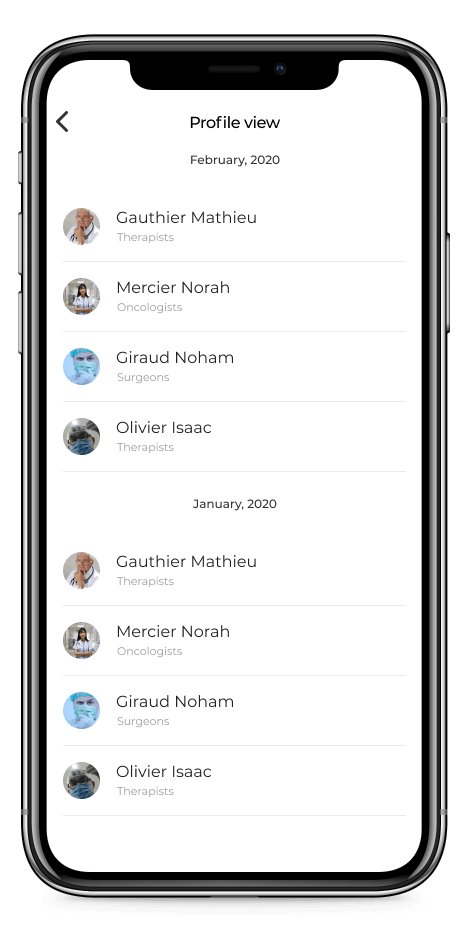 Profile view
February, 2020
Gauthier Mathieu
Therapists
Mercier Norah
Oncologists
Giraud Noham
Surgeons
Olivier Isaac
Therapists
January, 2020
Gauthier Mathieu
Therapists
Mercier Norah
Oncologists
Giraud Noham
Surgeons
Olivier Isaac
Therapists